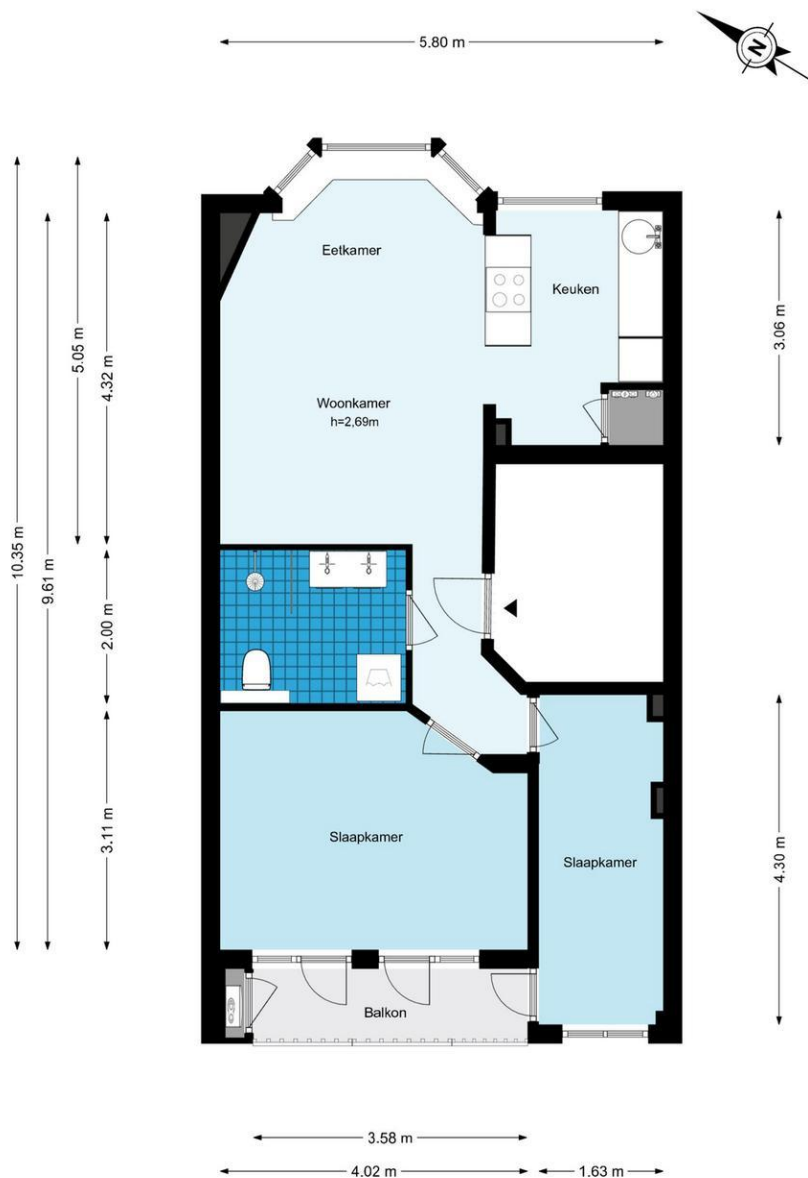 5.80 m
N
Eetkamer
Keuken
Woonkamer
h=2,69m
10.35 m
9.61 m
5.05 m
4.32 m
3.06 m
2.00 m
3.11 m
4.30 m
Slaapkamer
Slaapkamer
Balkon
3.58 m
4.02 m
1.63 m